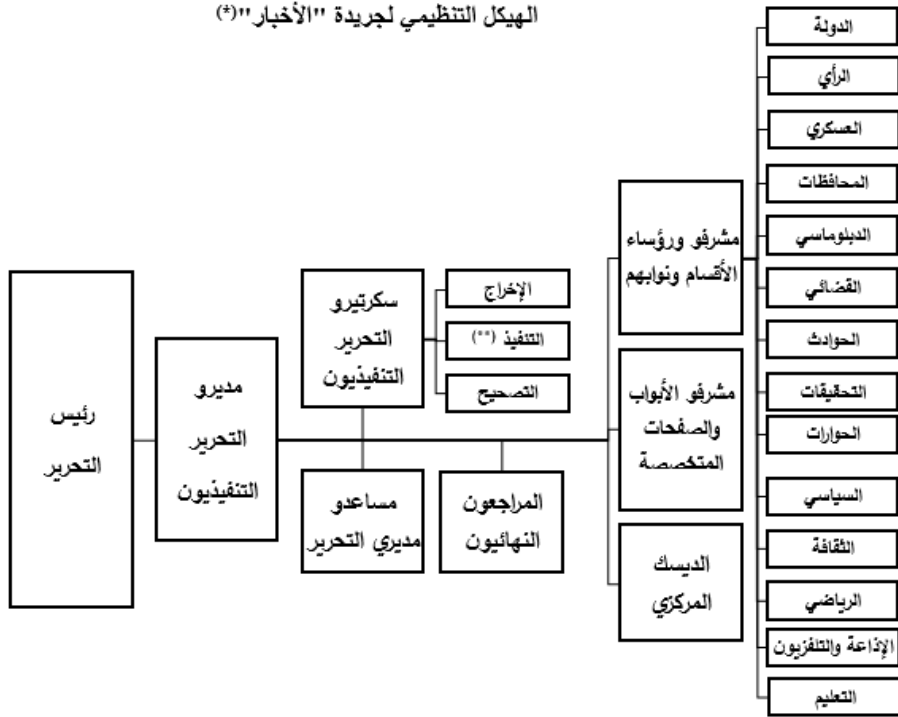 الهيكل التنظيمي لجريدة "الأخبار"(*)
رئيس
التحرير
مديرو
التحرير
التنفيذيون
سكرتيرو
التحرير
التنفيذيون
الإخراج
التنفيذ (**)
التصحيح
مساعدو
مديري التحرير
المراجعون
النهائيون
مشرفو ورؤساء
الأقسام ونوابهم
مشرفو الأبواب
والصفحات
المتخصصة
الديسك
المركزي
الدولة
الرأي
العسكري
المحافظات
الدبلوماسي
القضائي
الحوادث
التحقيقات
الحوارات
السياسي
الثقافة
الرياضي
الإذاعة والتلفزيون
التعليم